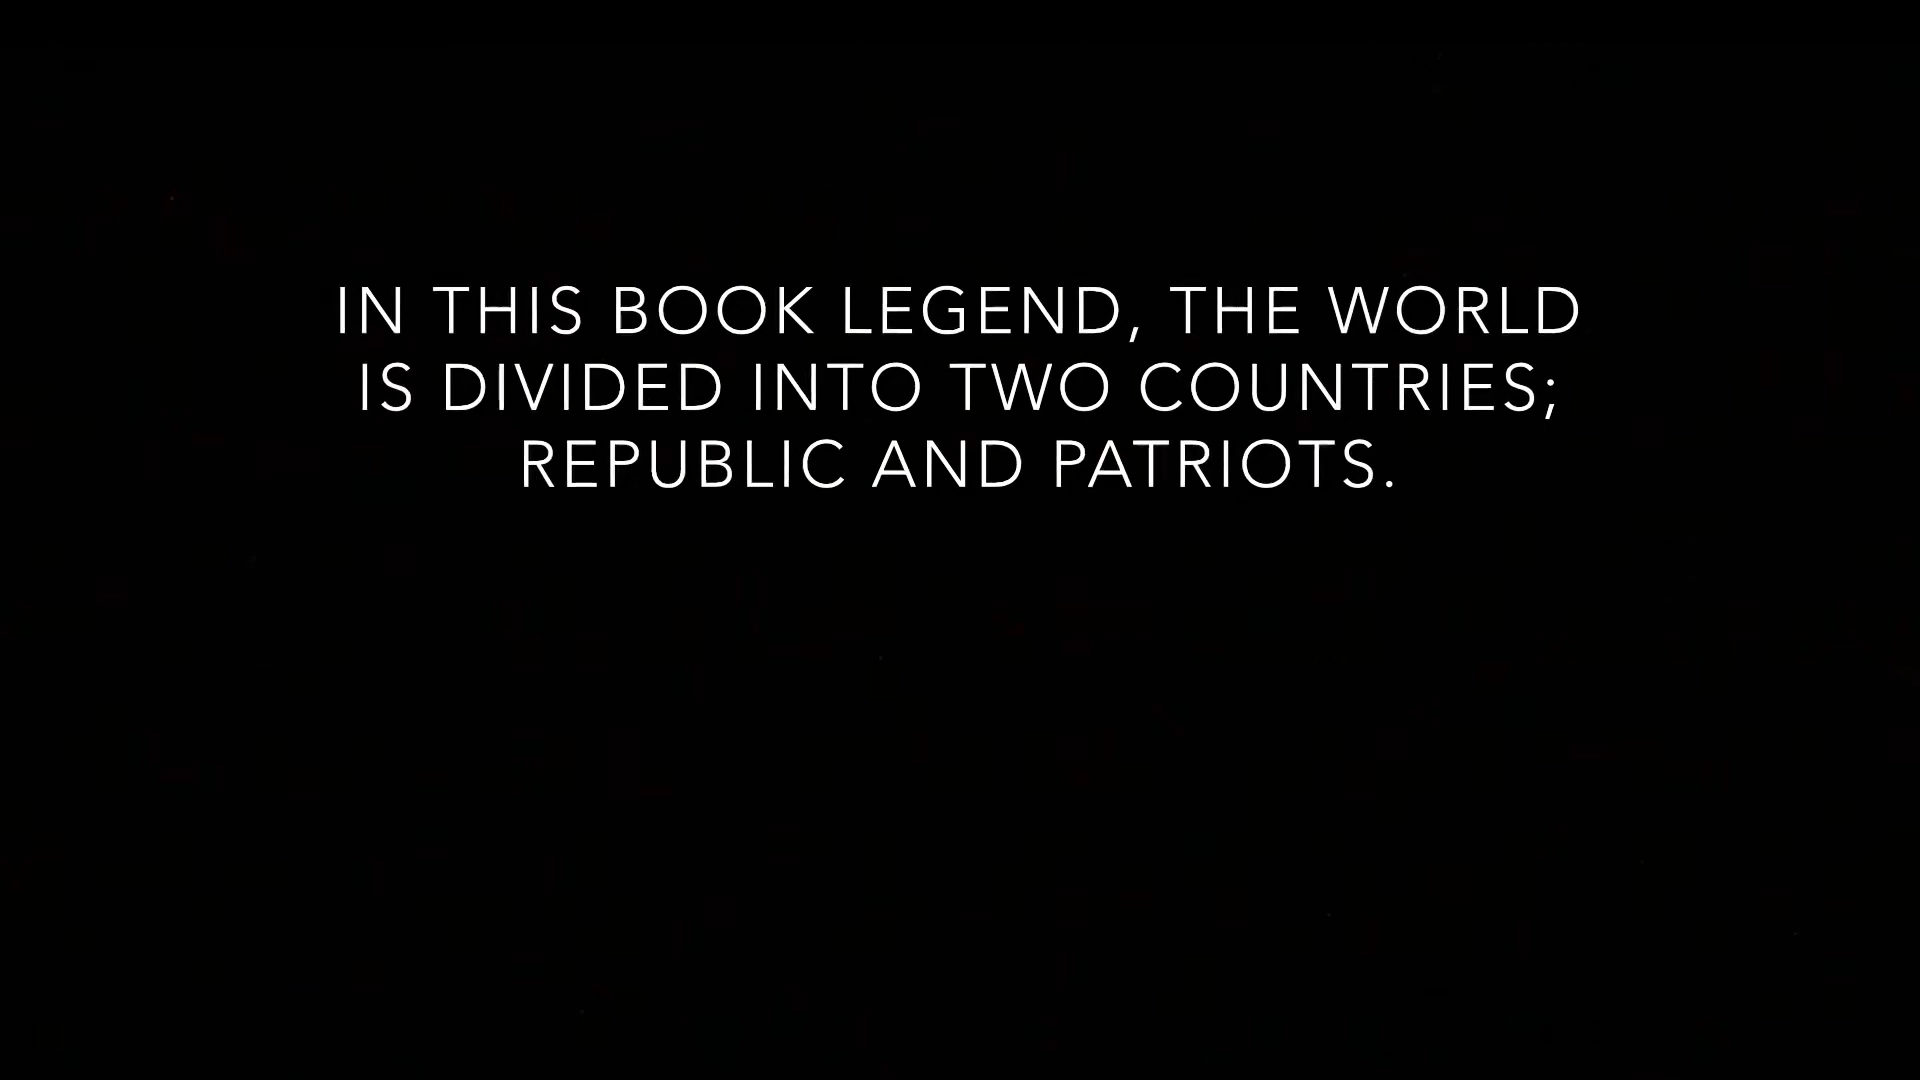 IN THIS BOOK LEGEND, THE WORLD
IS DIVIDED INTO TWO COUNTRIES;
REPUBLIC AND PATRIOTS.